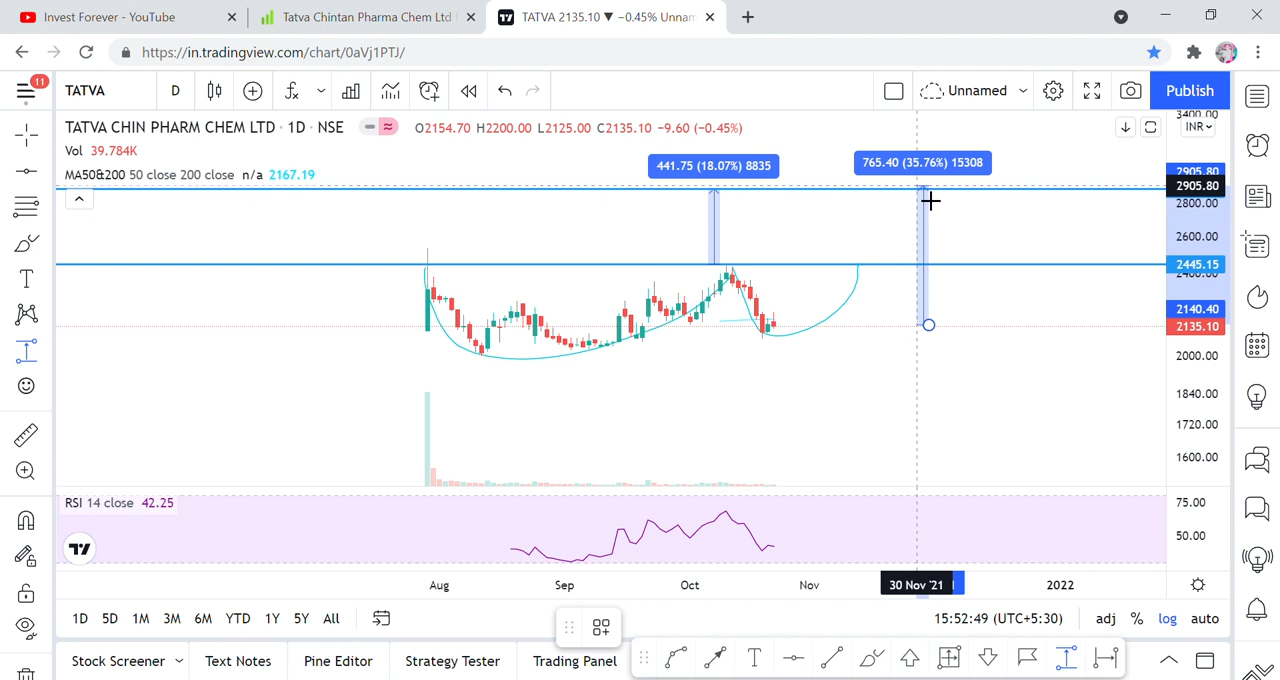 Invest Forever - YouTube
Tatva Chintan Pharma Chem Ltd
TATVA 2135.10 ▼ −0.45% Unnam
https://in.tradingview.com/chart/0aVj1PTJ/
11
TATVA
D
Unnamed
Publish
TATVA CHIN PHARM CHEM LTD · 1D · NSE
O2154.70 H2200.00 L2125.00 C2135.10 −9.60 (−0.45%)
Vol 39.784K
MA50&200 50 close 200 close n/a 2167.19
441.75 (18.07%) 8835
765.40 (35.76%) 15308
3400.00
INR
2905.80
2905.80
2800.00
2600.00
2445.15
2400.00
2140.40
2135.10
2000.00
1840.00
1720.00
1600.00
RSI 14 close 42.25
75.00
50.00
Aug
Sep
Oct
Nov
30 Nov '21
2022
1D
5D
1M
3M
6M
YTD
1Y
5Y
All
15:52:49 (UTC+5:30)
adj
%
log
auto
Stock Screener
Text Notes
Pine Editor
Strategy Tester
Trading Panel